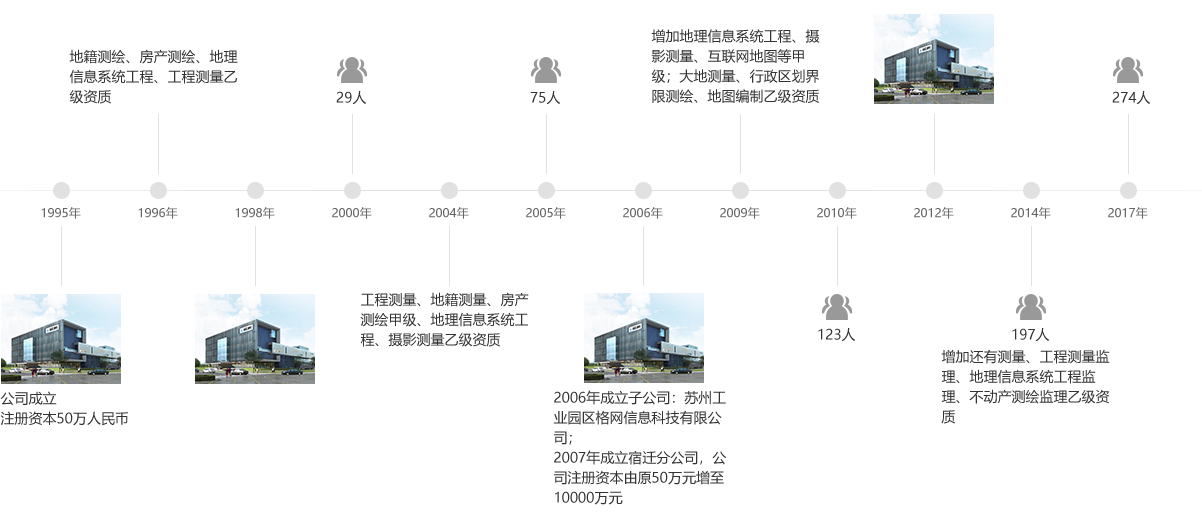 地籍测绘、房产测绘、地理
信息系统工程、工程测量乙
级资质
29人
75人
增加地理信息系统工程、摄
影测量、互联网地图等甲
级；大地测量、行政区划界
限测绘、地图编制乙级资质
274人
1995年
1996年
1998年
2000年
2004年
2005年
2006年
2009年
2010年
2012年
2014年
2017年
公司成立
注册资本50万人民币
工程测量、地籍测量、房产
测绘甲级、地理信息系统工
程、摄影测量乙级资质
2006年成立子公司：苏州工
业园区格网信息科技有限公
司；
2007年成立宿迁分公司，公
司注册资本由原50万元增至
10000万元
123人
197人
增加还有测量、工程测量监
理、地理信息系统工程监
理、不动产测绘监理乙级资
质